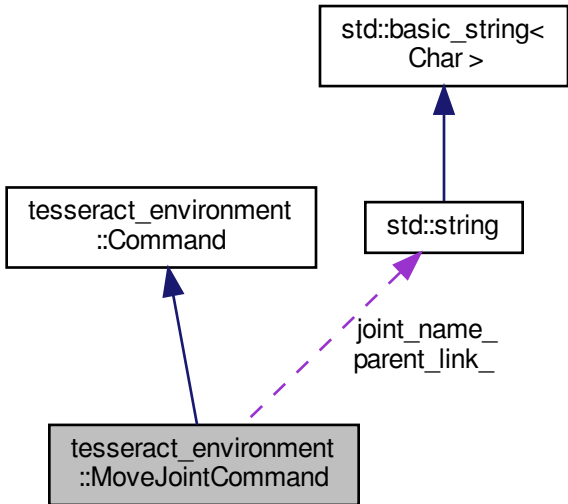 std::basic_string<
Char >
tesseract_environment
::Command
std::string
joint_name_
parent_link_
tesseract_environment
::MoveJointCommand